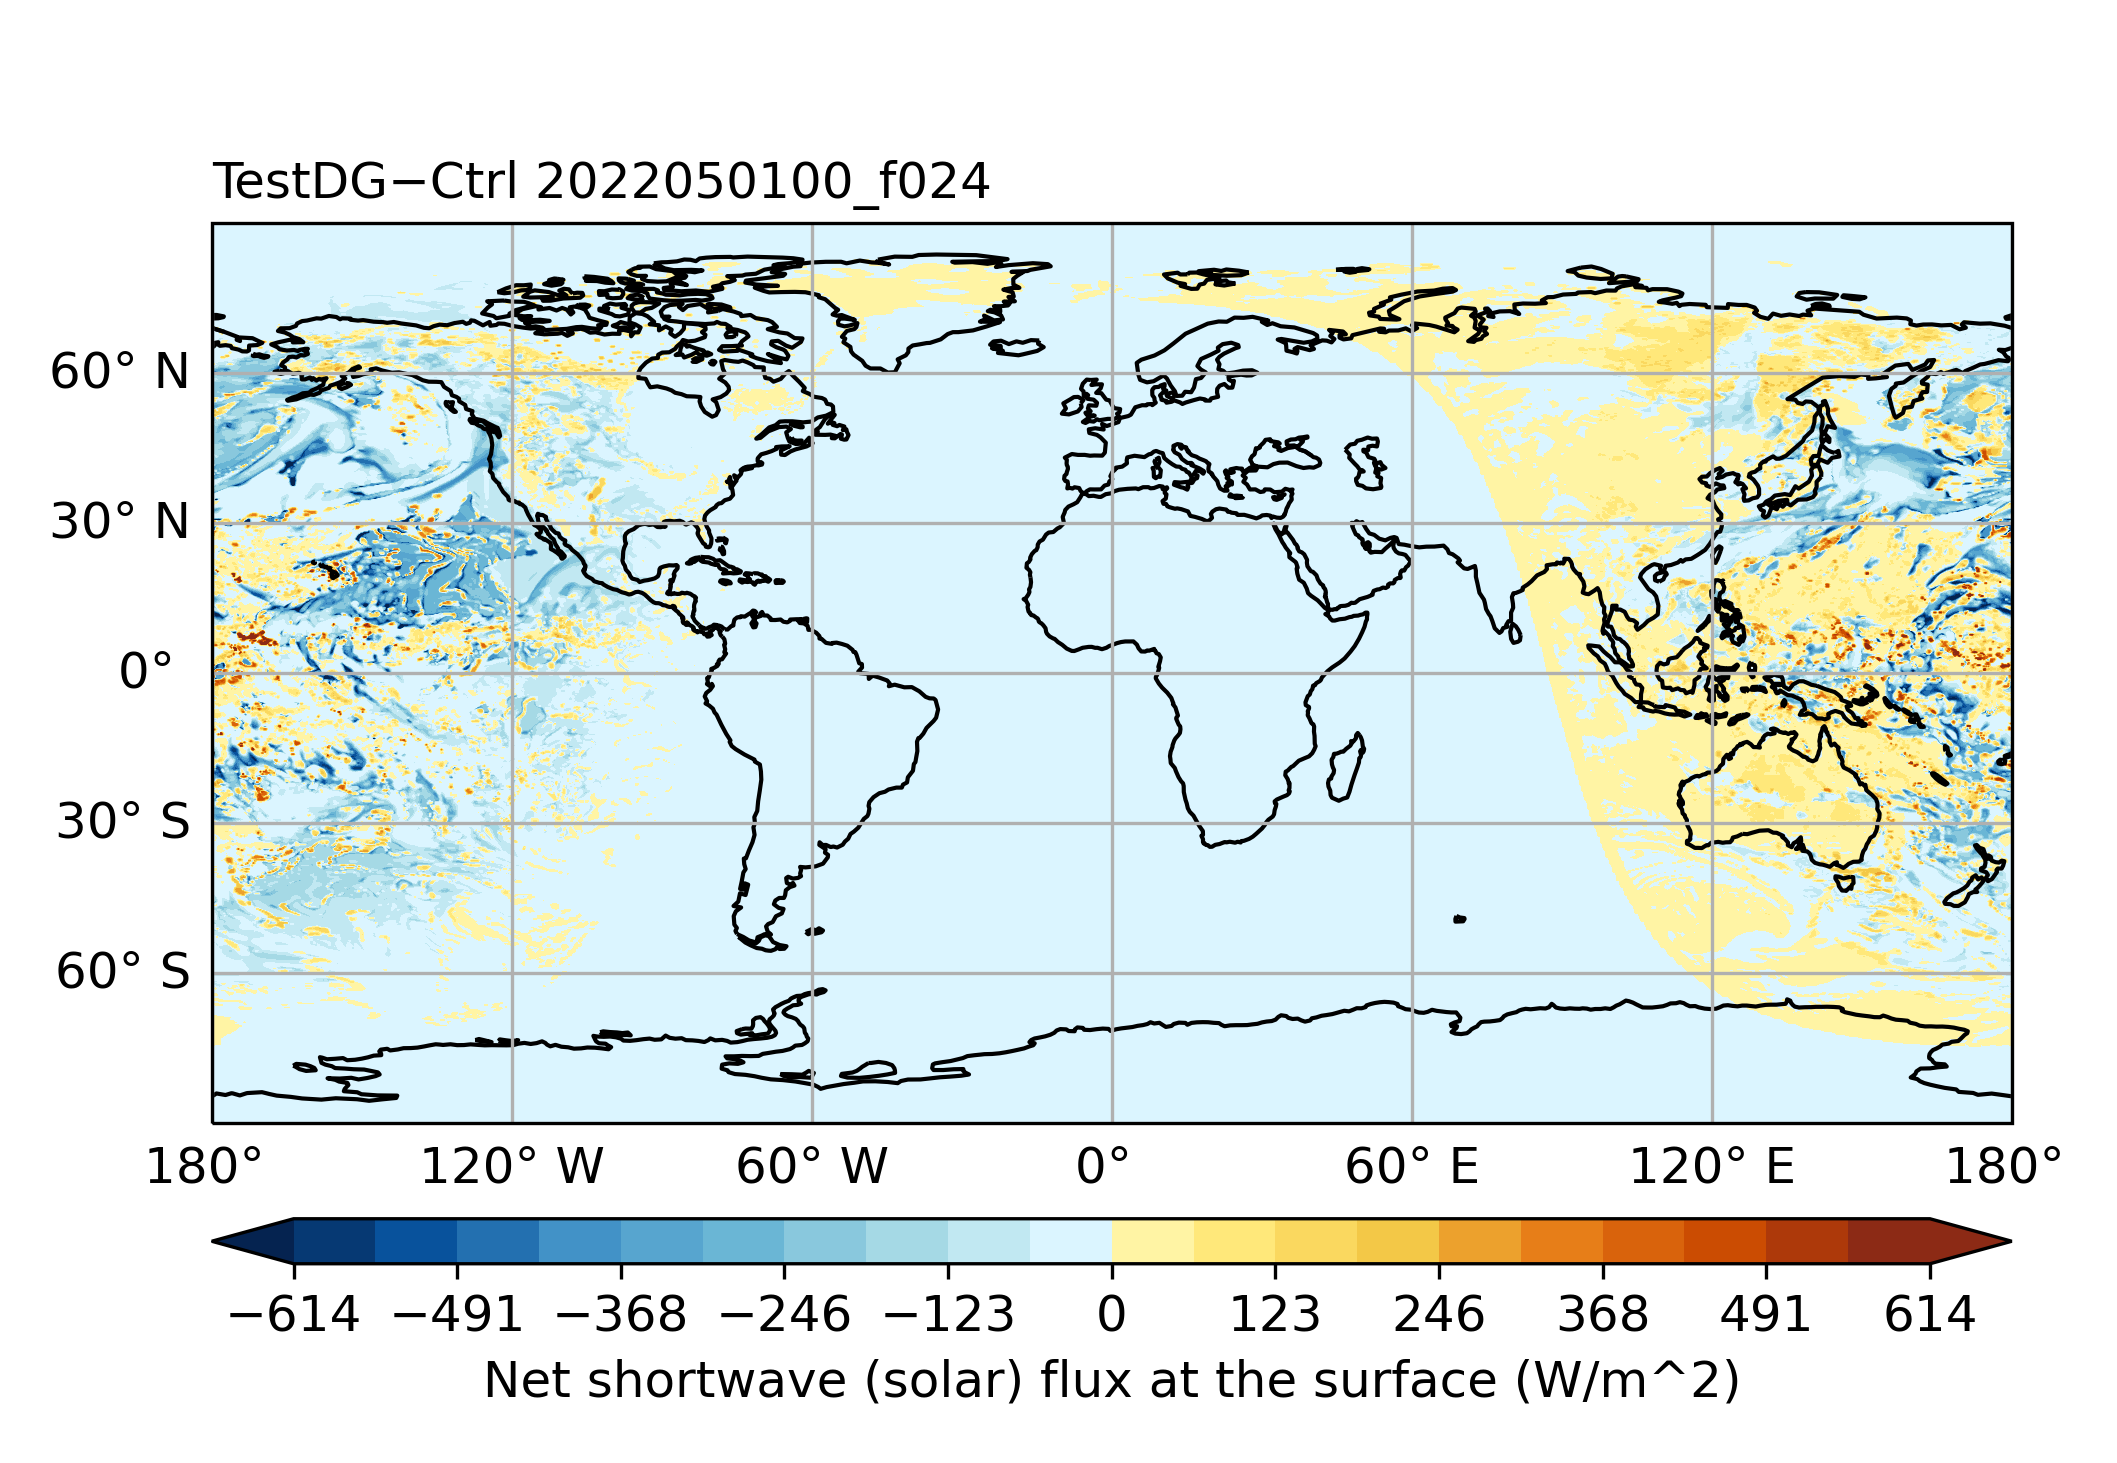 TestDG−Ctrl 2022050100_f024
60° N
30° N
0°
30° S
60° S
180° 120° W 60° W 0° 60° E 120° E 180°
−614 −491 −368 −246 −123 0 123 246 368 491 614
Net shortwave (solar) flux at the surface (W/m^2)